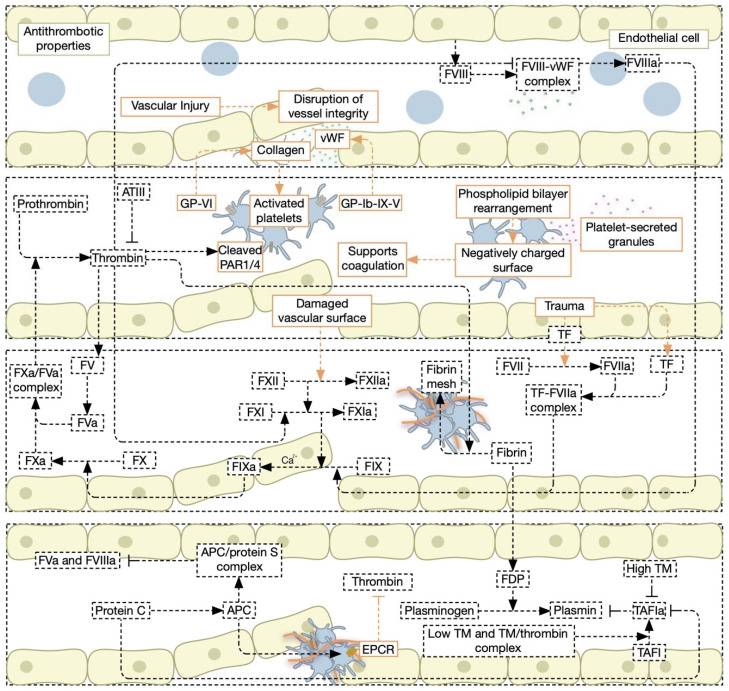 Antithrombotic
properties
Endothelial cell
FVIII
FVIII-vWF
complex
FVIIIa
Vascular Injury
Disruption of
vessel integrity
vWF
Collagen
GP-VI
Activated
platelets
GP-Ib-IX-V
Phospholipid bilayer
rearrangement
Platelet-secreted
granules
Negatively charged
surface
Supports
coagulation
Prothrombin
ATIII
Thrombin
Cleaved
PAR1/4
Damaged
vascular surface
Trauma
TF
FXa/FVa
complex
FV
FVa
FXa
FX
FXII
FXIIa
FXI
FXIa
Fibrin
mesh
FVII
FVIIa
TF
TF-FVIIa
complex
FIXa
Ca2+
FIX
Fibrin
FVa and FVIIIa
APC/protein S
complex
Thrombin
FDP
High TM
Protein C
APC
Plasminogen
Plasmin
TAFIa
Low TM and TM/thrombin
complex
EPCR
TAFI